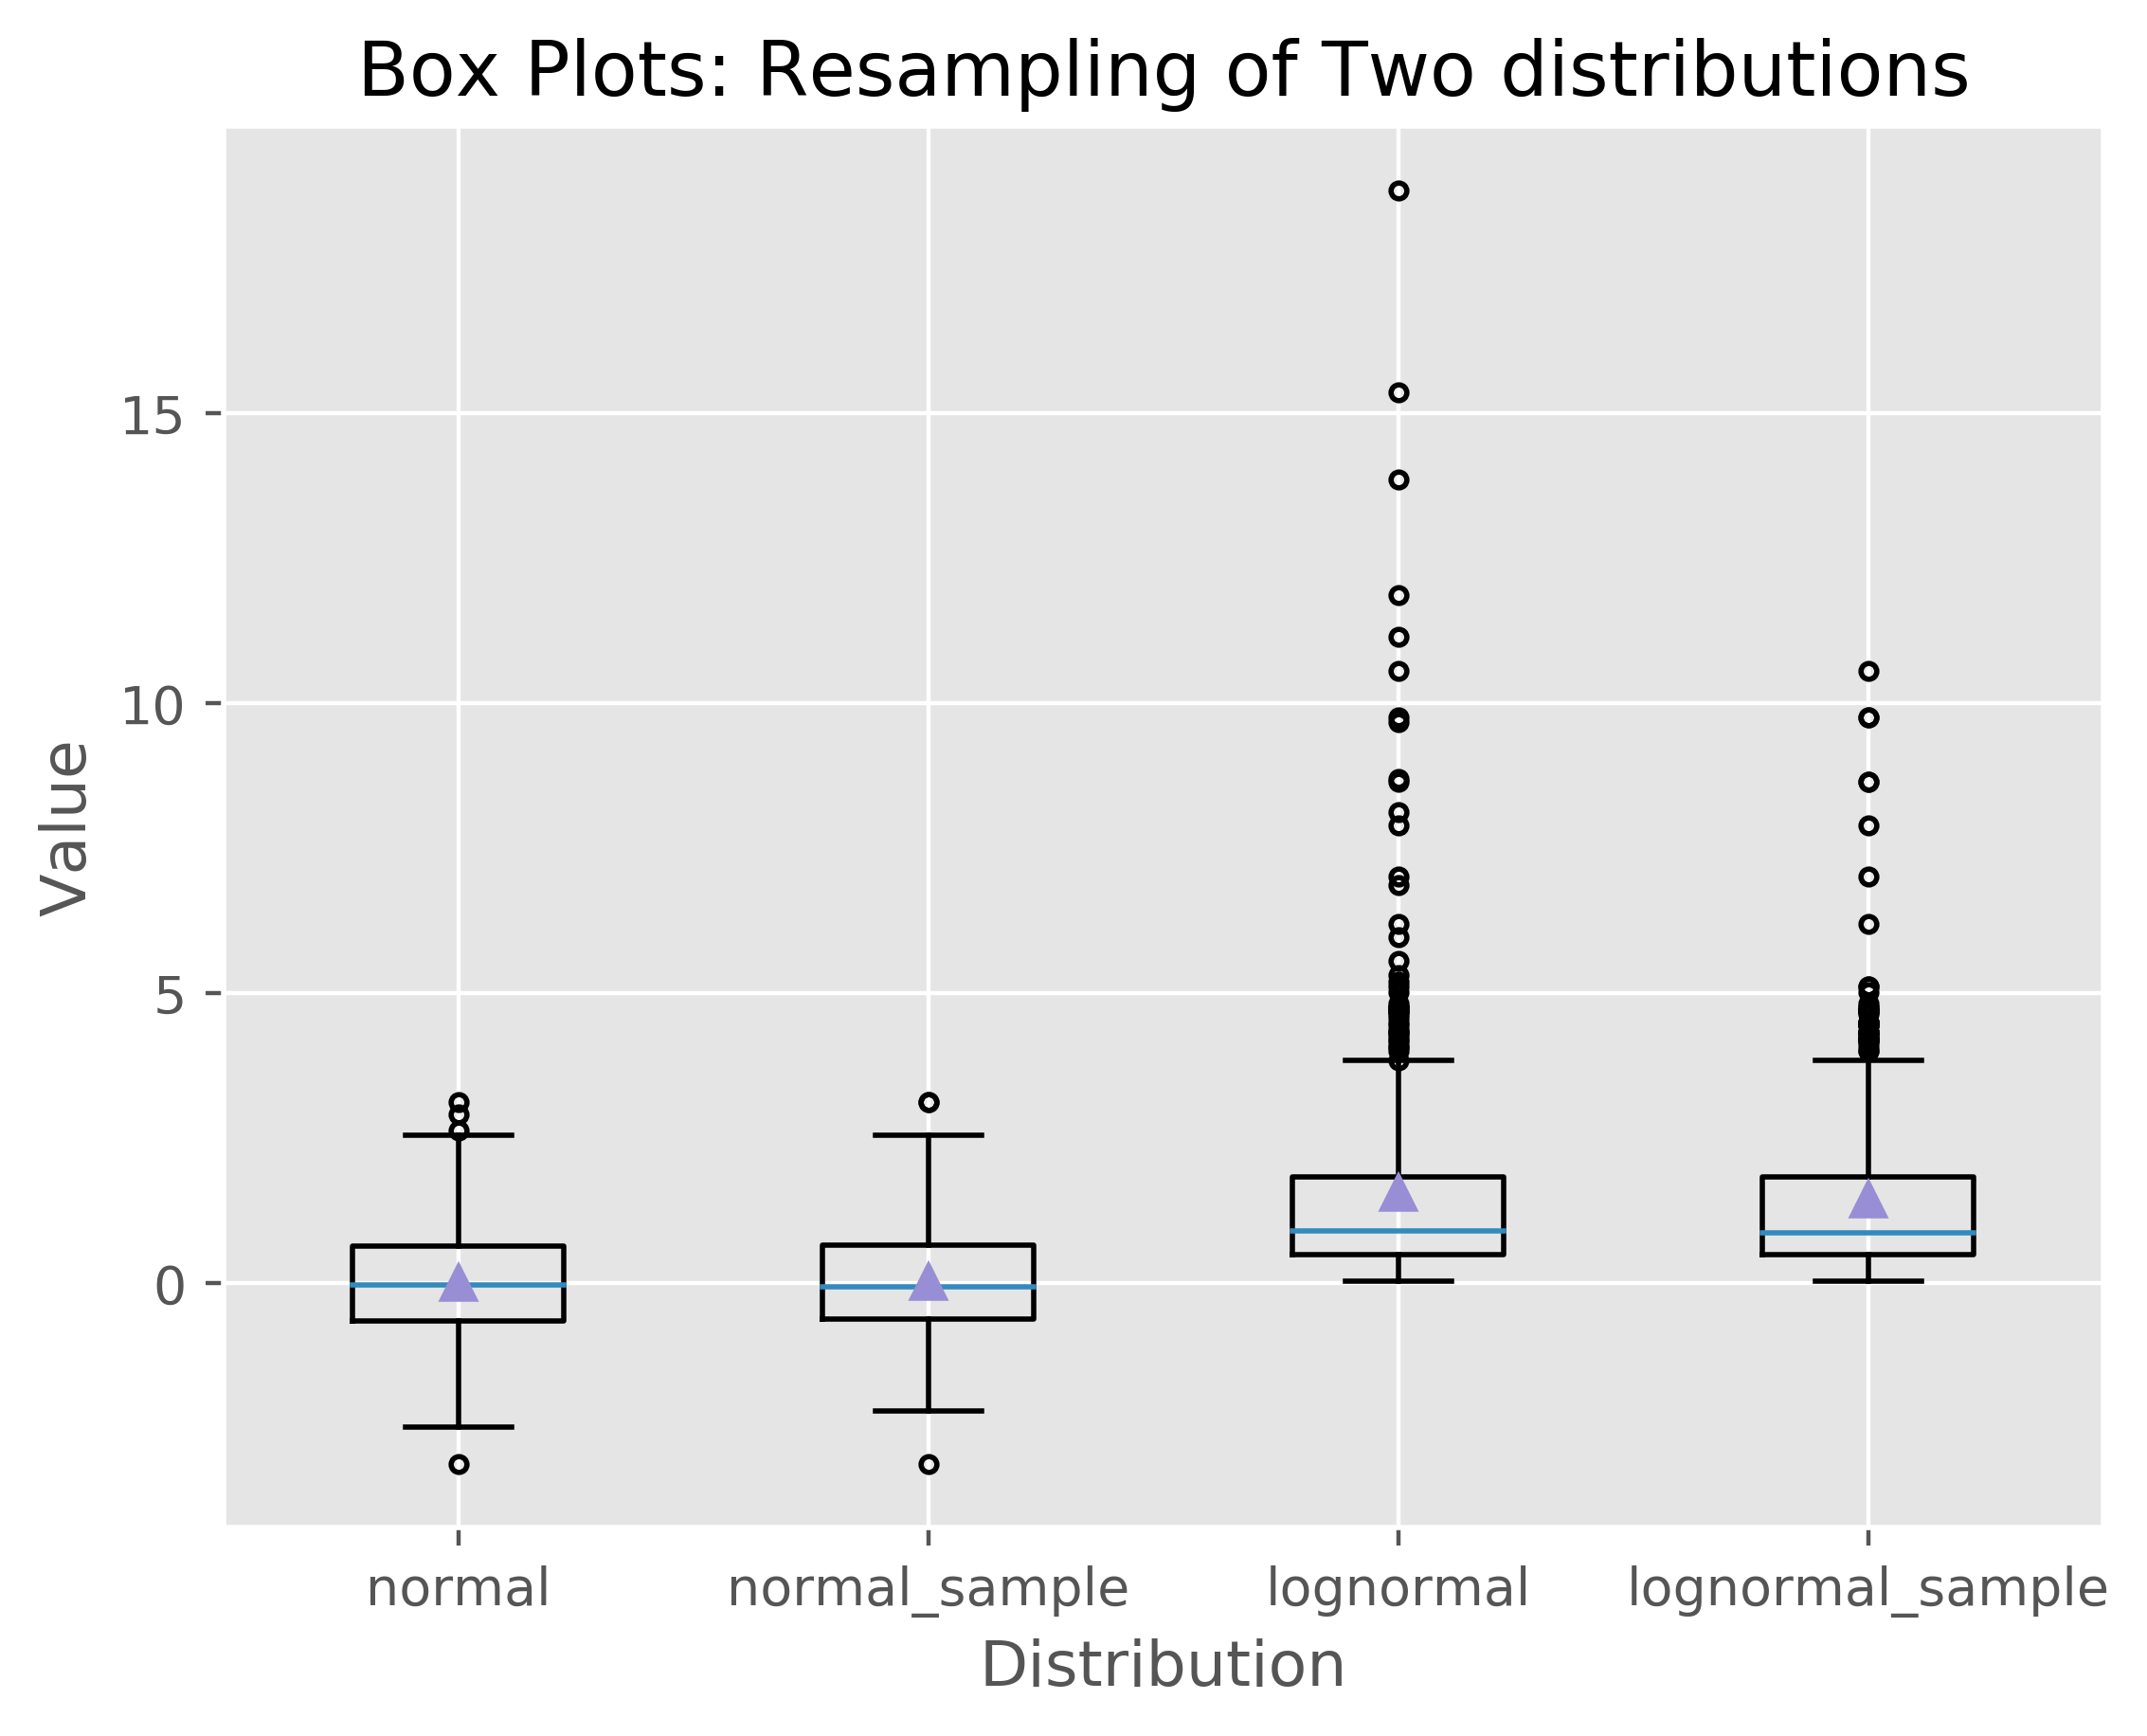 Box Plots: Resampling of Two distributions
Value
15
10
5
0
normal normal_sample lognormal lognormal_sample
Distribution